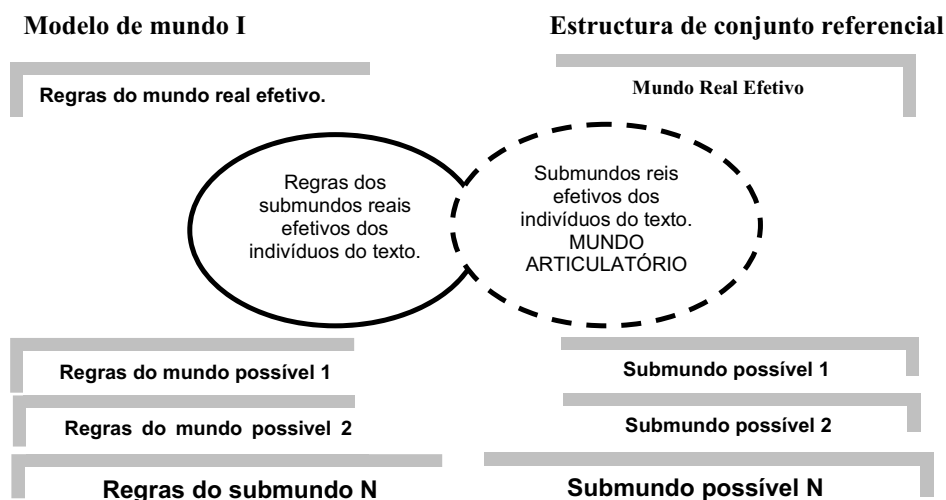 Modelo de mundo I
Estructura de conjunto referencial
Regras do mundo real efetivo.
Mundo Real Efetivo
Regras dos
submundos reais
efetivos dos
indivíduos do texto.
Submundos reis
efetivos dos
indivíduos do texto.
MUNDO
ARTICULATÓRIO
Regras do mundo possível 1
Submundo possível 1
Regras do mundo possivel 2
Submundo possível 2
Regras do submundo N
Submundo possível N